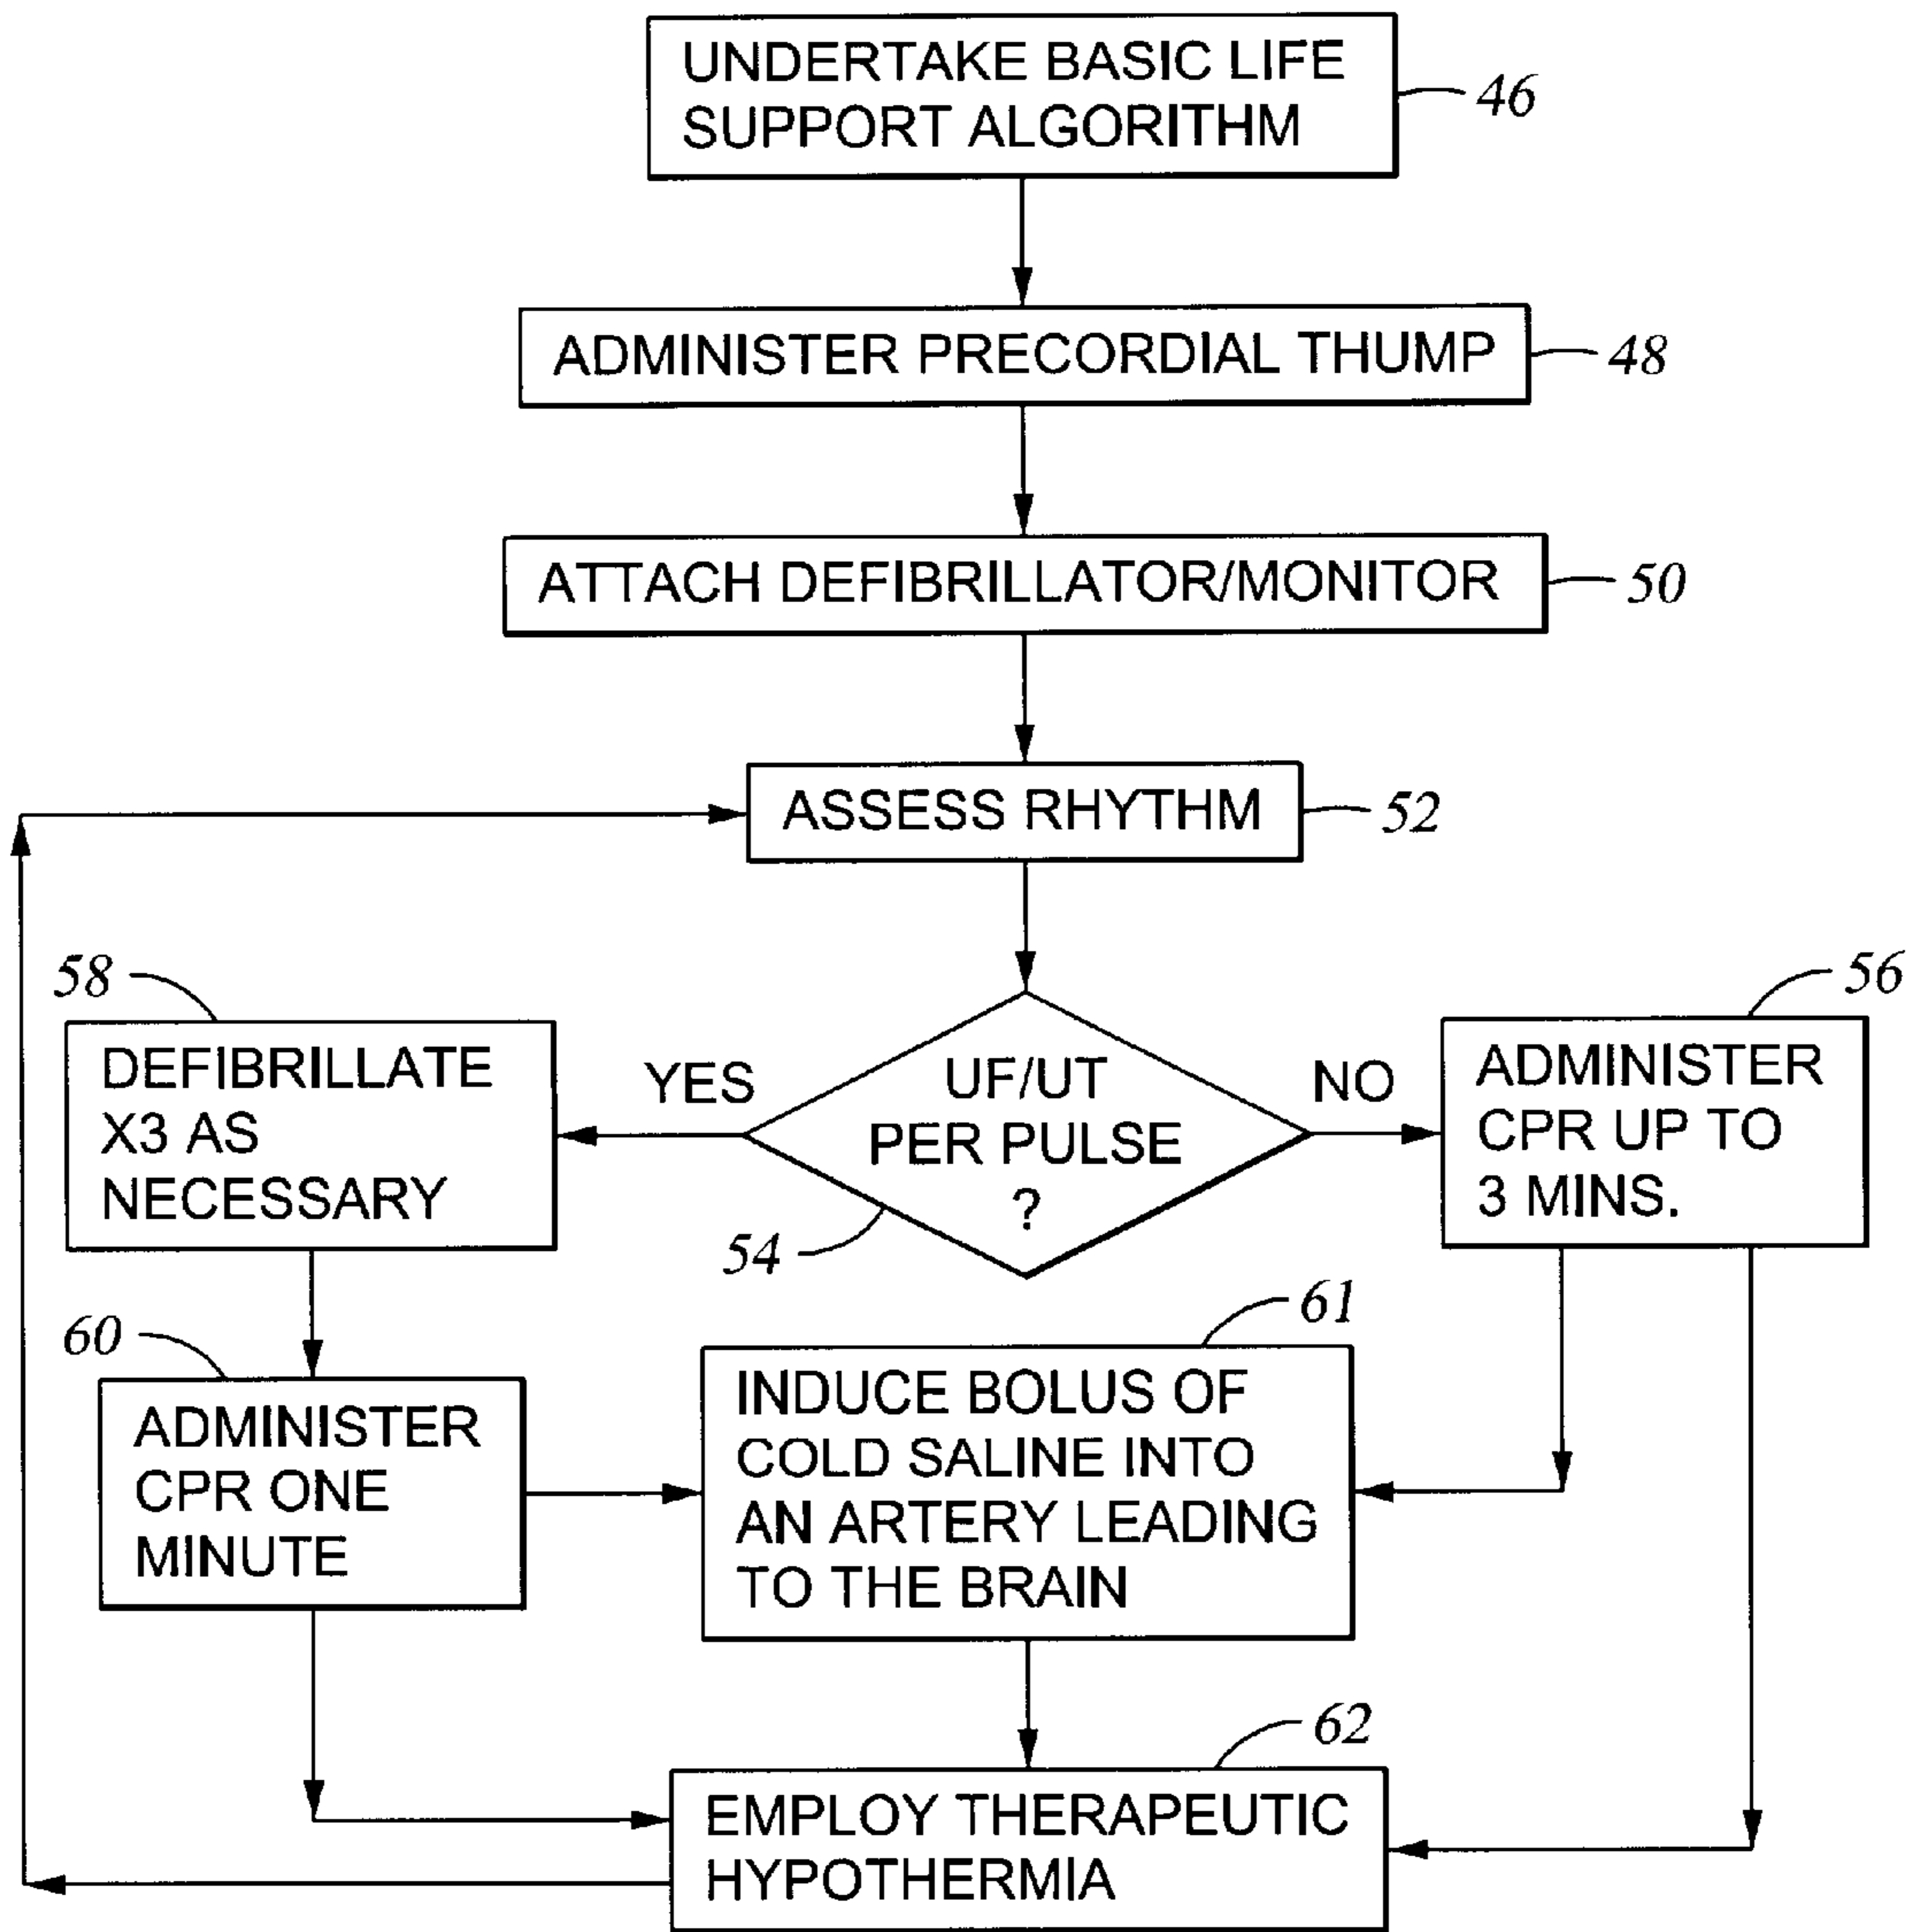 UNDERTAKE BASIC LIFE
SUPPORT ALGORITHM
46
ADMINISTER PRECORDIAL THUMP
48
ATTACH DEFIBRILLATOR/MONITOR
50
ASSESS RHYTHM
52
58
DEFIBRILLATE
X3 AS
NECESSARY
YES
UF/UT
PER PULSE
?
54
NO
56
ADMINISTER
CPR UP TO
3 MINS.
60
ADMINISTER
CPR ONE
MINUTE
61
INDUCE BOLUS OF
COLD SALINE INTO
AN ARTERY LEADING
TO THE BRAIN
62
EMPLOY THERAPEUTIC
HYPOTHERMIA